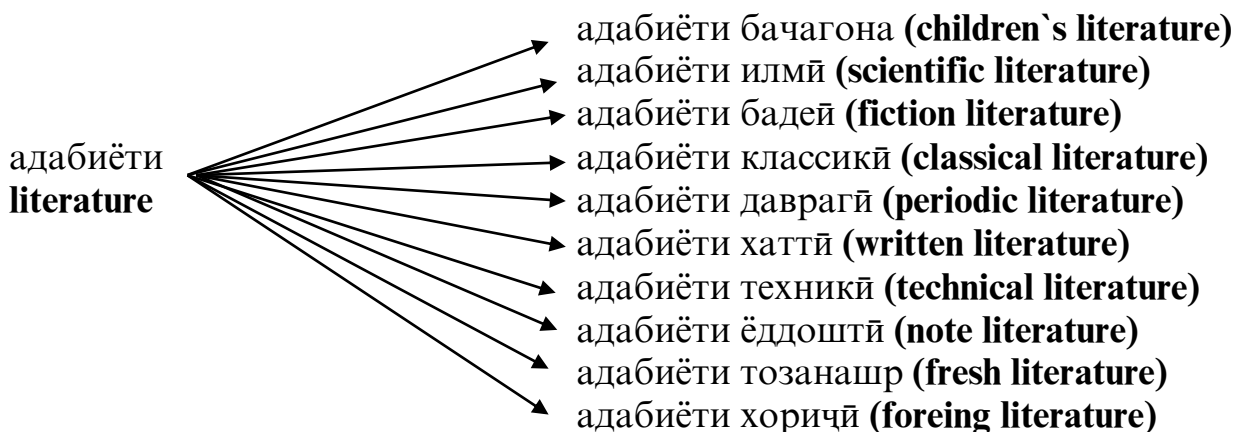 адабиёти
literature
адабиёти бачагона (children`s literature)
адабиёти илмӣ (scientific literature)
адабиёти бадеӣ (fiction literature)
адабиёти классикӣ (classical literature)
адабиёти даврагӣ (periodic literature)
адабиёти хаттӣ (written literature)
адабиёти техникӣ (technical literature)
адабиёти ёддоштӣ (note literature)
адабиёти тозанашр (fresh literature)
адабиёти хориҷӣ (foreing literature)